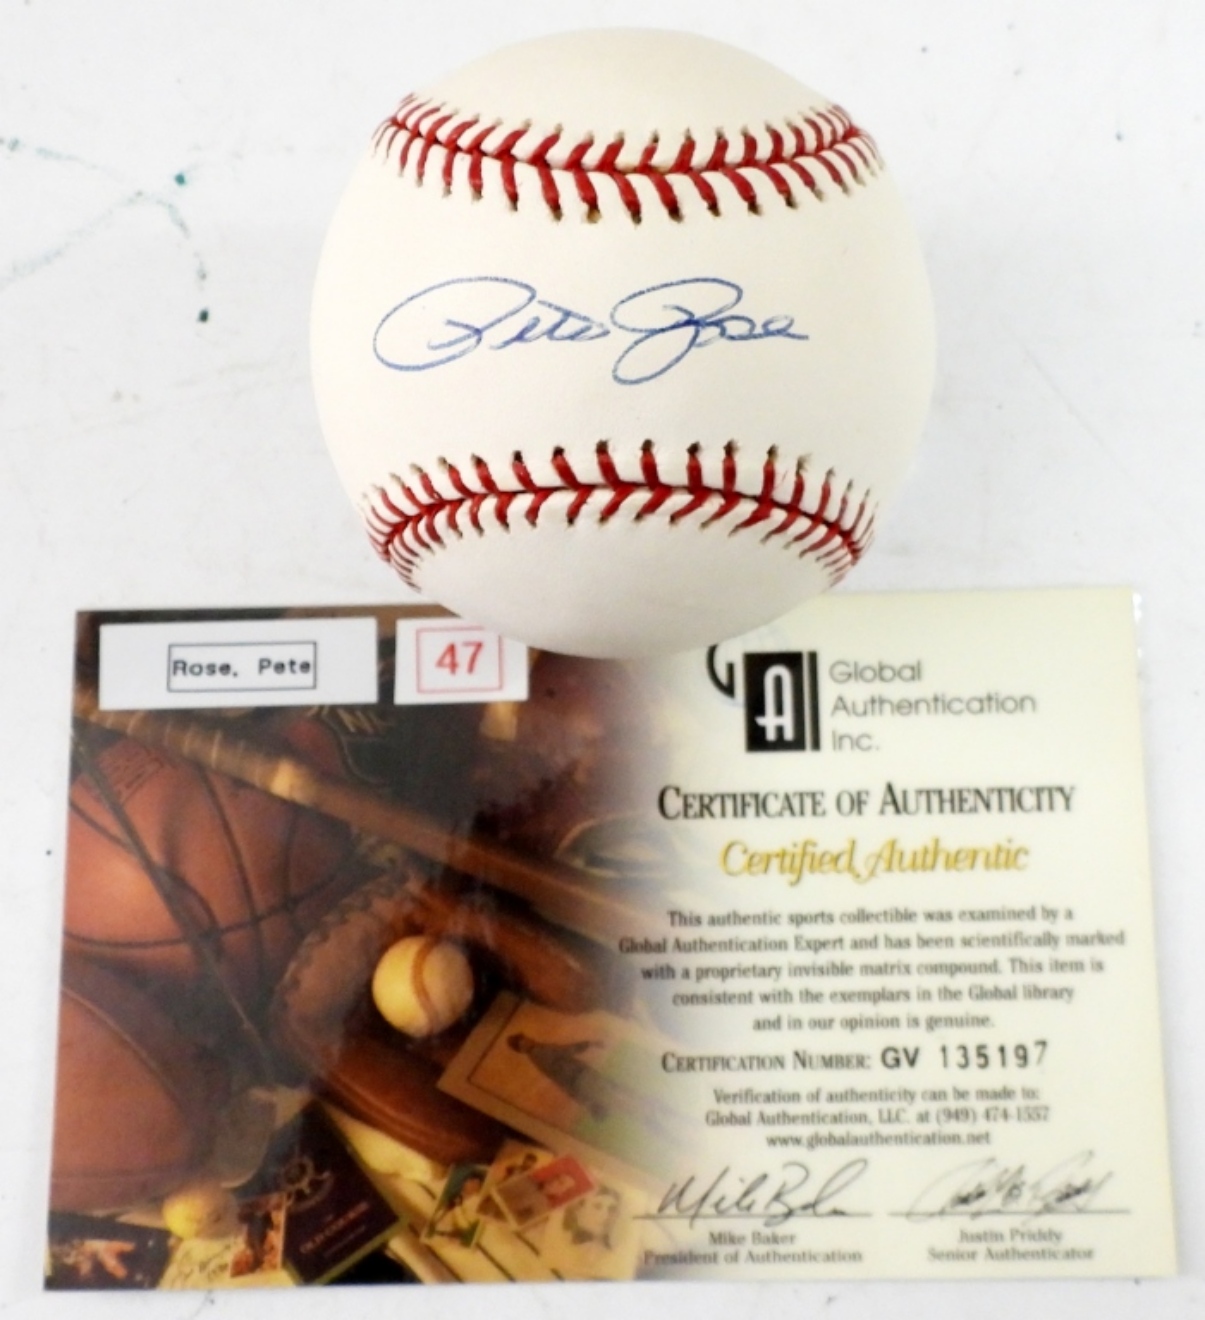 Pete Rose
Rose, Pete
47
GA
Global
Authentication
Inc.
CERTIFICATE OF AUTHENTICITY
Certified Authentic
This authentic sports collectible was examined by a
Global Authentication Expert and has been scientifically marked
with a proprietary invisible matrix compound. This item is
consistent with the exemplars in the Global library
and in our opinion is genuine.
CERTIFICATION NUMBER: GV 135197
Verification of authenticity can be made to:
Global Authentication, LLC. at (949) 474-1557
www.globalauthentication.net
Mike Baker
Mike Baker
President of Authentication
Justin Priddy
Senior Authenticator